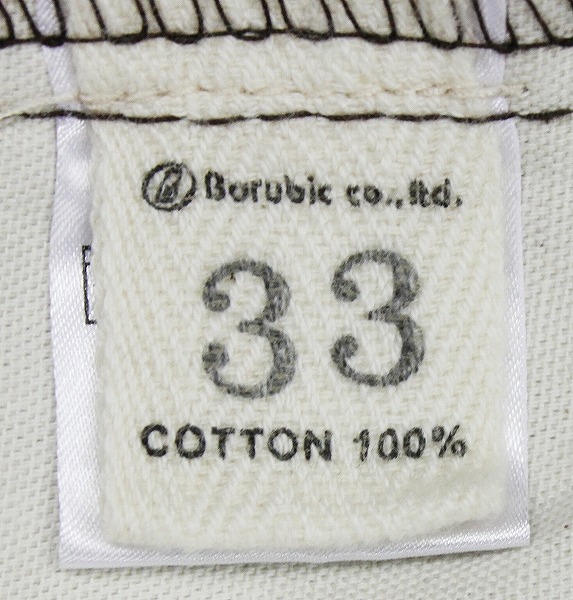 B Borubic co., ltd.
33
COTTON 100%